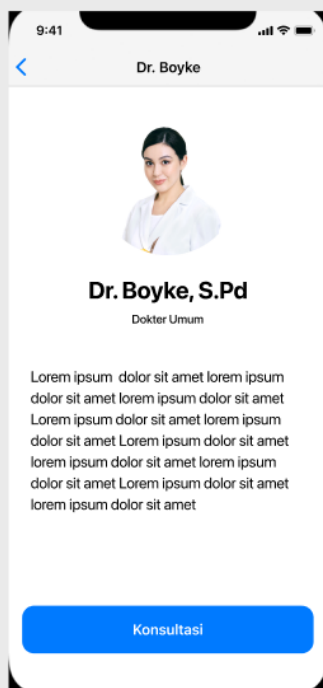 9:41
Dr. Boyke
Dr. Boyke, S.Pd
Dokter Umum
Lorem ipsum  dolor sit amet lorem ipsum
dolor sit amet lorem ipsum dolor sit amet
Lorem ipsum dolor sit amet lorem ipsum
dolor sit amet Lorem ipsum dolor sit amet
lorem ipsum dolor sit amet lorem ipsum
dolor sit amet Lorem ipsum dolor sit amet
lorem ipsum dolor sit amet
Konsultasi